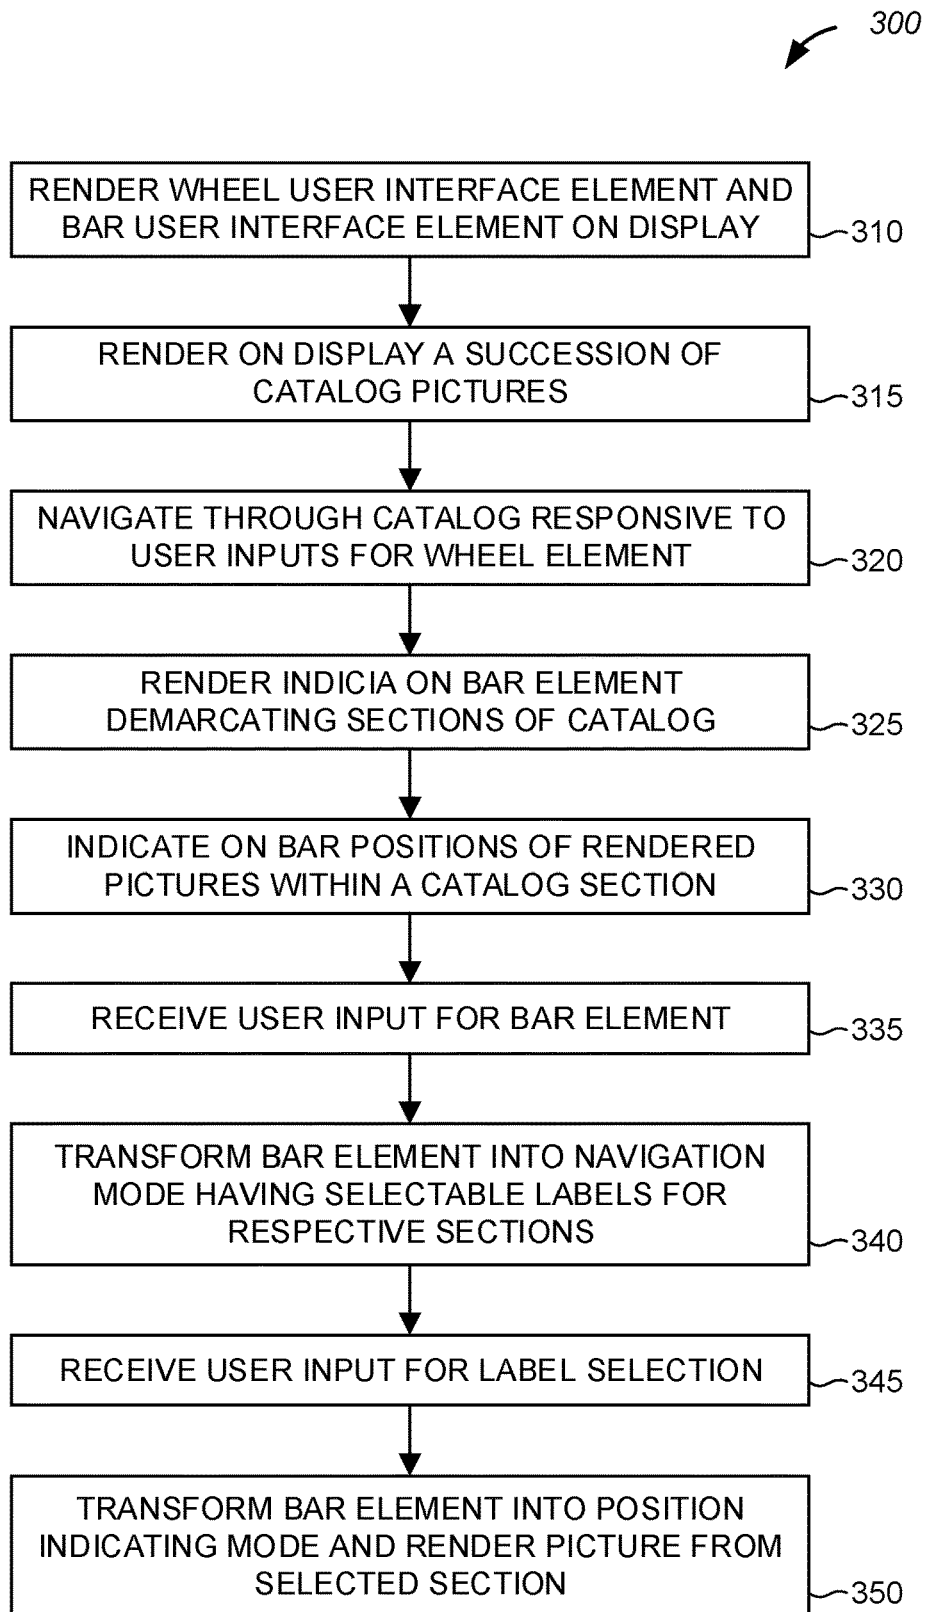 300
RENDER WHEEL USER INTERFACE ELEMENT AND
BAR USER INTERFACE ELEMENT ON DISPLAY
310
RENDER ON DISPLAY A SUCCESSION OF
CATALOG PICTURES
315
NAVIGATE THROUGH CATALOG RESPONSIVE TO
USER INPUTS FOR WHEEL ELEMENT
320
RENDER INDICIA ON BAR ELEMENT
DEMARCATING SECTIONS OF CATALOG
325
INDICATE ON BAR POSITIONS OF RENDERED
PICTURES WITHIN A CATALOG SECTION
330
RECEIVE USER INPUT FOR BAR ELEMENT
335
TRANSFORM BAR ELEMENT INTO NAVIGATION
MODE HAVING SELECTABLE LABELS FOR
RESPECTIVE SECTIONS
340
RECEIVE USER INPUT FOR LABEL SELECTION
345
TRANSFORM BAR ELEMENT INTO POSITION
INDICATING MODE AND RENDER PICTURE FROM
SELECTED SECTION
350